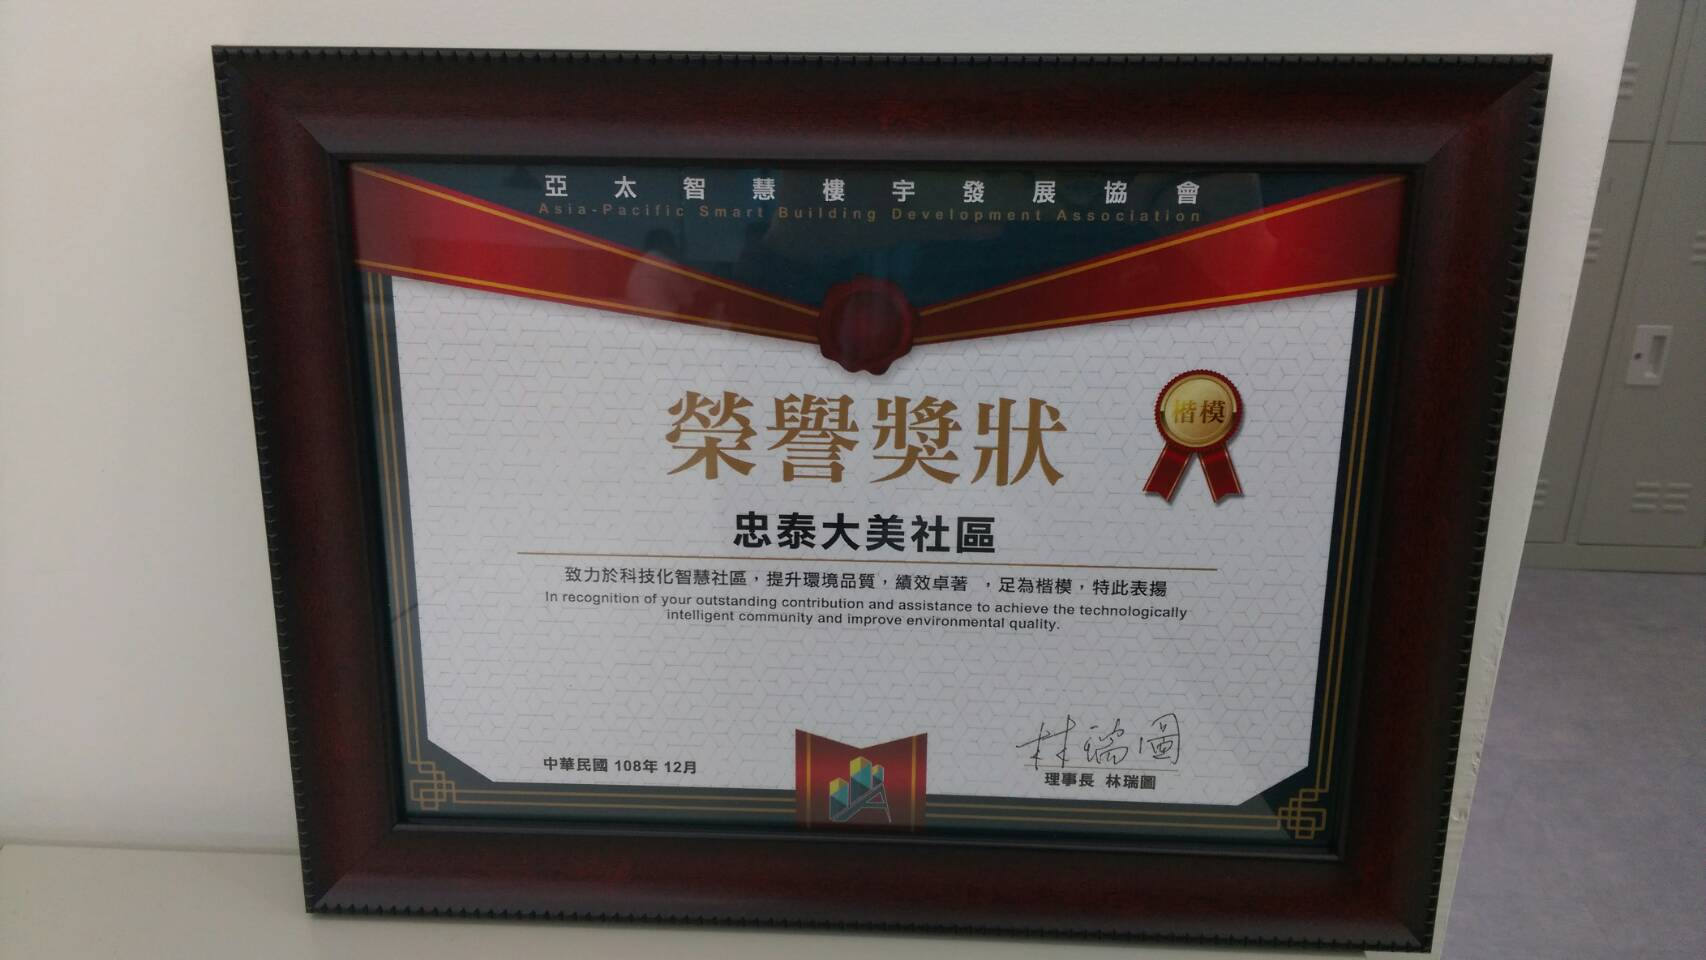 亞太智慧樓宇發展協會
Asia-Pacific Smart Building Development Association
榮譽獎狀
楷模
忠泰大美社區
致力於科技化智慧社區，提升環境品質，績效卓著 ，足為楷模，特此表揚
In recognition of your outstanding contribution and assistance to achieve the technologically
intelligent community and improve environmental quality.
林瑞圖
中華民國 108年 12月
理事長 林瑞圖